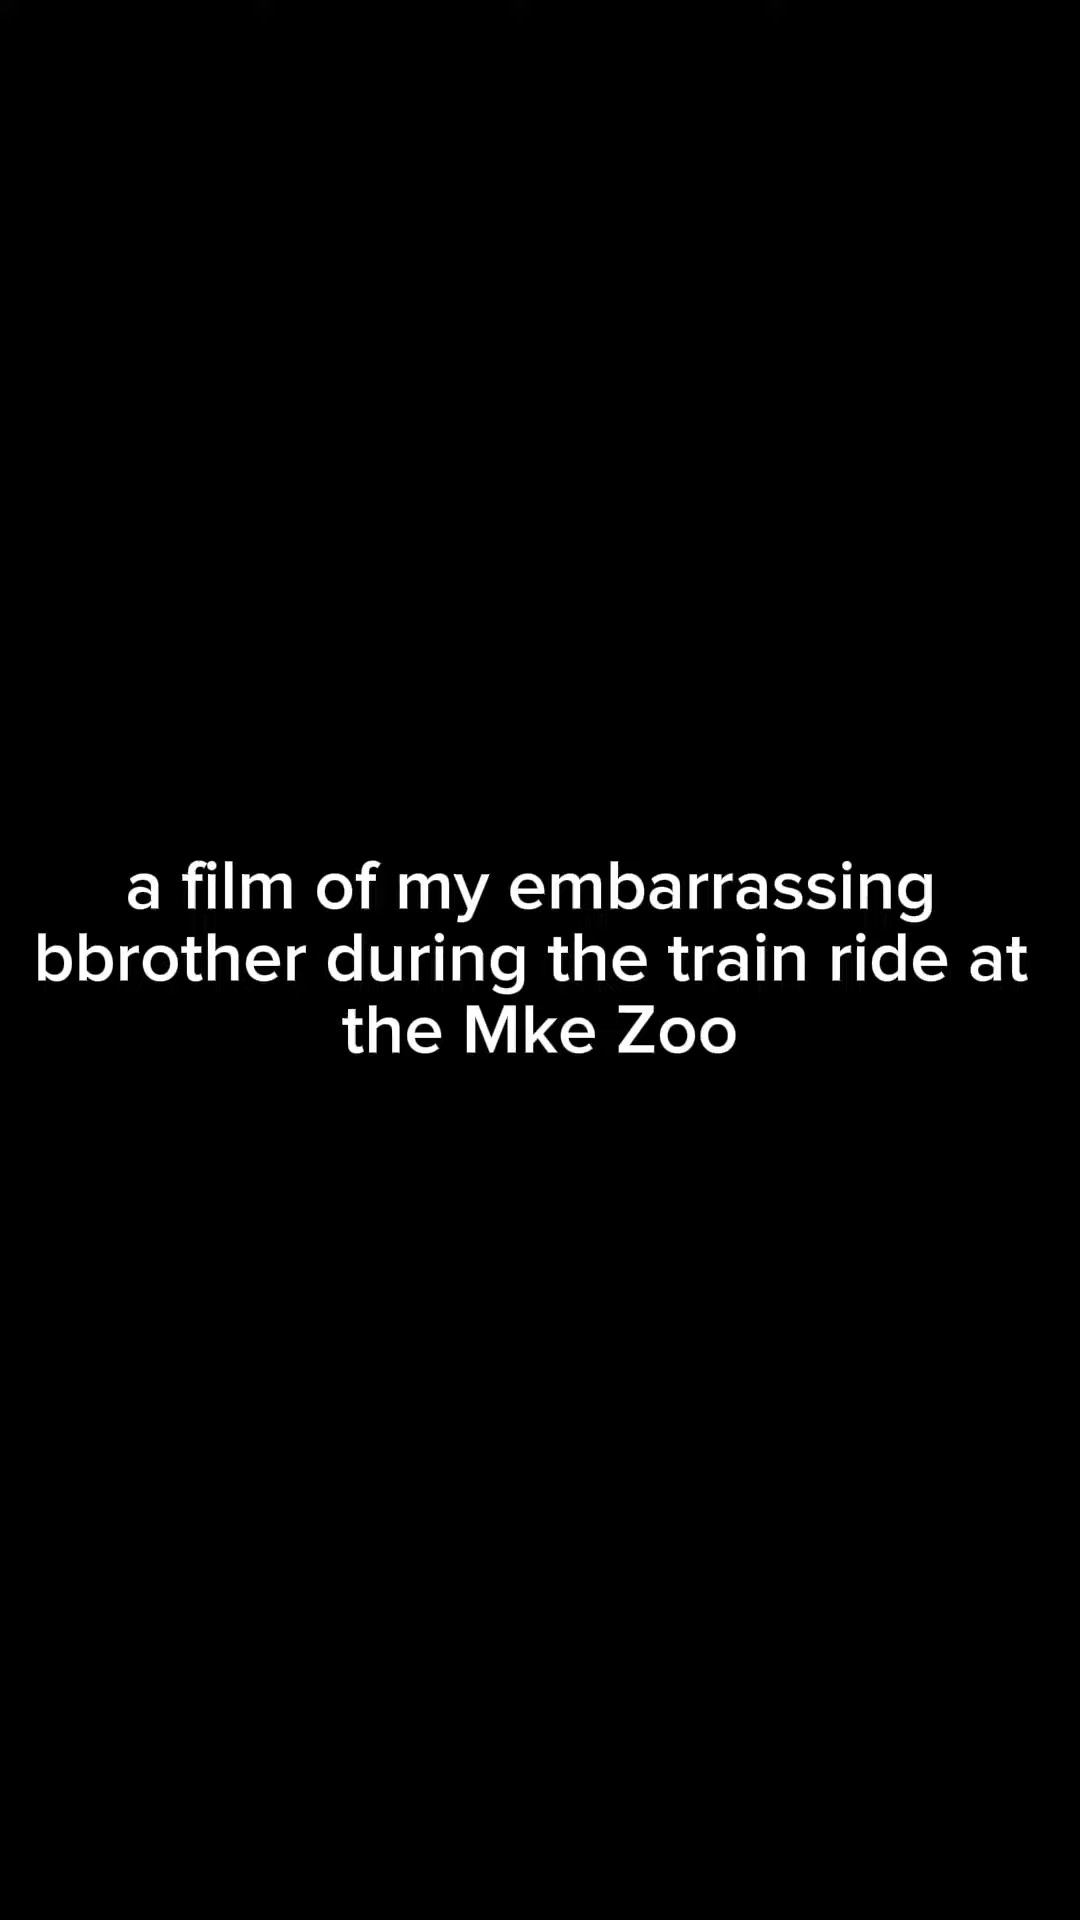 a film of my embarrassing
bbrother during the train ride at
the Mke Zoo